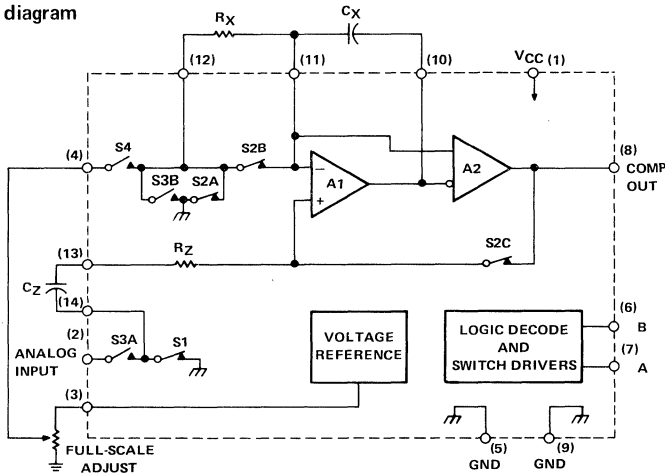 diagram
RX
CX
(12)
(11)
(10)
VCC (1)
(4)
S4
S2B
(8)
COMP
OUT
A2
S3B
S2A
−
A1
+
(13)
RZ
S2C
CZ
(14)
(2)
ANALOG
INPUT
S3A
S1
VOLTAGE
REFERENCE
LOGIC DECODE
AND
SWITCH DRIVERS
(6)
B
(7)
A
(3)
FULL-SCALE
ADJUST
(5)
GND
(9)
GND